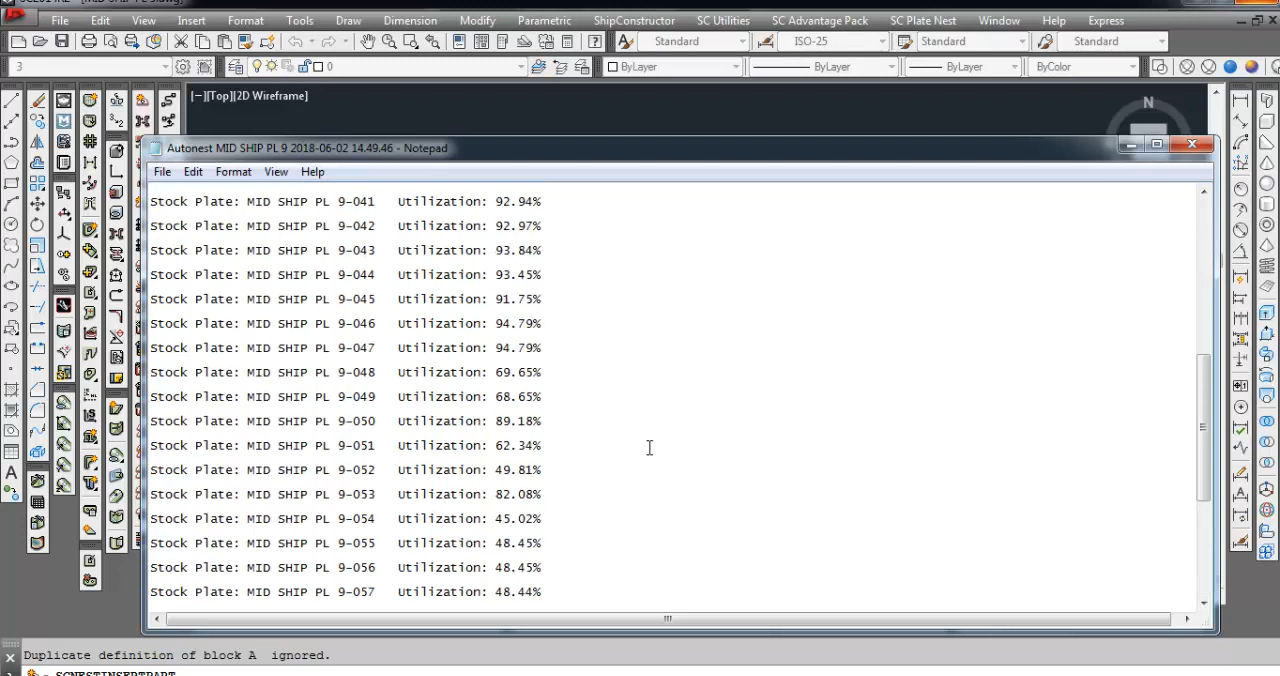 File Edit View Insert Format Tools Draw Dimension Modify Parametric ShipConstructor SC Utilities SC Advantage Pack SC Plate Nest Window Help Express
Standard ISO-25 Standard Standard
3 0 ByLayer ByLayer ByLayer ByColor
[−][Top][2D Wireframe]
N
Autonest MID SHIP PL 9 2018-06-02 14.49.46 - Notepad
File Edit Format View Help
Stock Plate: MID SHIP PL 9-041 Utilization: 92.94%
Stock Plate: MID SHIP PL 9-042 Utilization: 92.97%
Stock Plate: MID SHIP PL 9-043 Utilization: 93.84%
Stock Plate: MID SHIP PL 9-044 Utilization: 93.45%
Stock Plate: MID SHIP PL 9-045 Utilization: 91.75%
Stock Plate: MID SHIP PL 9-046 Utilization: 94.79%
Stock Plate: MID SHIP PL 9-047 Utilization: 94.79%
Stock Plate: MID SHIP PL 9-048 Utilization: 69.65%
Stock Plate: MID SHIP PL 9-049 Utilization: 68.65%
Stock Plate: MID SHIP PL 9-050 Utilization: 89.18%
Stock Plate: MID SHIP PL 9-051 Utilization: 62.34%
Stock Plate: MID SHIP PL 9-052 Utilization: 49.81%
Stock Plate: MID SHIP PL 9-053 Utilization: 82.08%
Stock Plate: MID SHIP PL 9-054 Utilization: 45.02%
Stock Plate: MID SHIP PL 9-055 Utilization: 48.45%
Stock Plate: MID SHIP PL 9-056 Utilization: 48.45%
Stock Plate: MID SHIP PL 9-057 Utilization: 48.44%
Duplicate definition of block A ignored.
SCNESTINSERTPART